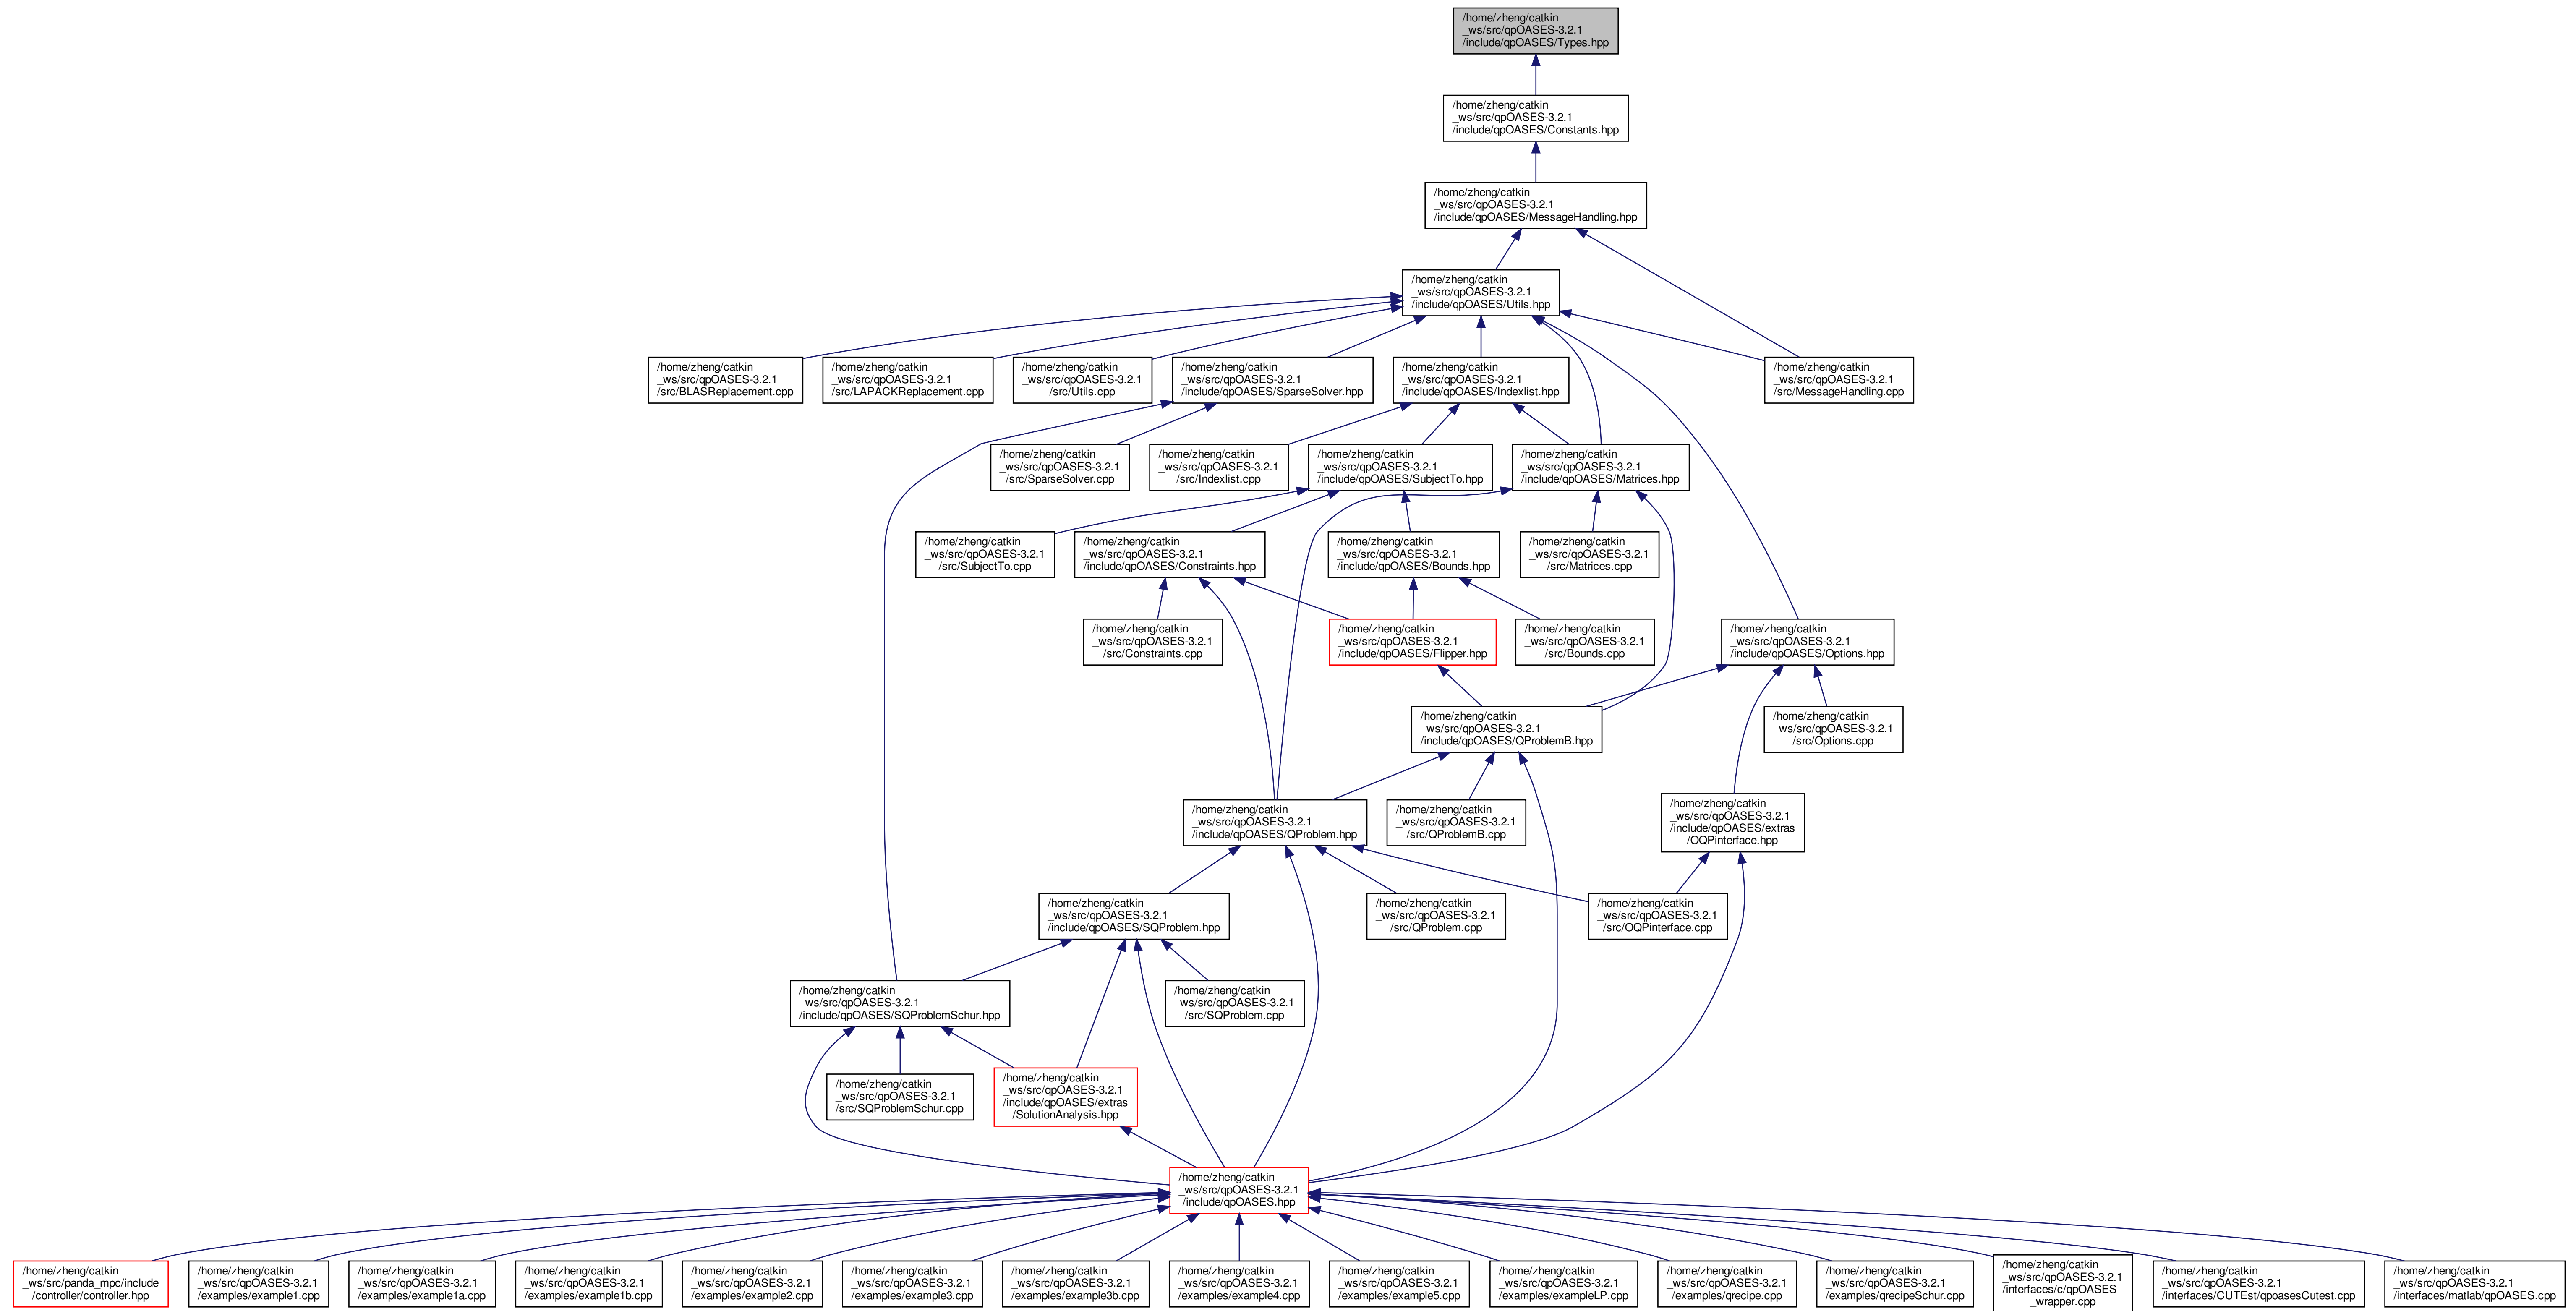 /home/zheng/catkin
_ws/src/qpOASES-3.2.1
/include/qpOASES/Types.hpp
/home/zheng/catkin
_ws/src/qpOASES-3.2.1
/include/qpOASES/Constants.hpp
/home/zheng/catkin
_ws/src/qpOASES-3.2.1
/include/qpOASES/MessageHandling.hpp
/home/zheng/catkin
_ws/src/qpOASES-3.2.1
/include/qpOASES/Utils.hpp
/home/zheng/catkin
_ws/src/qpOASES-3.2.1
/src/BLASReplacement.cpp
/home/zheng/catkin
_ws/src/qpOASES-3.2.1
/src/LAPACKReplacement.cpp
/home/zheng/catkin
_ws/src/qpOASES-3.2.1
/src/Utils.cpp
/home/zheng/catkin
_ws/src/qpOASES-3.2.1
/include/qpOASES/SparseSolver.hpp
/home/zheng/catkin
_ws/src/qpOASES-3.2.1
/include/qpOASES/Indexlist.hpp
/home/zheng/catkin
_ws/src/qpOASES-3.2.1
/src/MessageHandling.cpp
/home/zheng/catkin
_ws/src/qpOASES-3.2.1
/src/SparseSolver.cpp
/home/zheng/catkin
_ws/src/qpOASES-3.2.1
/src/Indexlist.cpp
/home/zheng/catkin
_ws/src/qpOASES-3.2.1
/include/qpOASES/SubjectTo.hpp
/home/zheng/catkin
_ws/src/qpOASES-3.2.1
/include/qpOASES/Matrices.hpp
/home/zheng/catkin
_ws/src/qpOASES-3.2.1
/src/SubjectTo.cpp
/home/zheng/catkin
_ws/src/qpOASES-3.2.1
/include/qpOASES/Constraints.hpp
/home/zheng/catkin
_ws/src/qpOASES-3.2.1
/include/qpOASES/Bounds.hpp
/home/zheng/catkin
_ws/src/qpOASES-3.2.1
/src/Matrices.cpp
/home/zheng/catkin
_ws/src/qpOASES-3.2.1
/src/Constraints.cpp
/home/zheng/catkin
_ws/src/qpOASES-3.2.1
/include/qpOASES/Flipper.hpp
/home/zheng/catkin
_ws/src/qpOASES-3.2.1
/src/Bounds.cpp
/home/zheng/catkin
_ws/src/qpOASES-3.2.1
/include/qpOASES/Options.hpp
/home/zheng/catkin
_ws/src/qpOASES-3.2.1
/include/qpOASES/QProblemB.hpp
/home/zheng/catkin
_ws/src/qpOASES-3.2.1
/src/Options.cpp
/home/zheng/catkin
_ws/src/qpOASES-3.2.1
/include/qpOASES/QProblem.hpp
/home/zheng/catkin
_ws/src/qpOASES-3.2.1
/src/QProblemB.cpp
/home/zheng/catkin
_ws/src/qpOASES-3.2.1
/include/qpOASES/extras
/OQPinterface.hpp
/home/zheng/catkin
_ws/src/qpOASES-3.2.1
/include/qpOASES/SQProblem.hpp
/home/zheng/catkin
_ws/src/qpOASES-3.2.1
/src/QProblem.cpp
/home/zheng/catkin
_ws/src/qpOASES-3.2.1
/src/OQPinterface.cpp
/home/zheng/catkin
_ws/src/qpOASES-3.2.1
/include/qpOASES/SQProblemSchur.hpp
/home/zheng/catkin
_ws/src/qpOASES-3.2.1
/src/SQProblem.cpp
/home/zheng/catkin
_ws/src/qpOASES-3.2.1
/src/SQProblemSchur.cpp
/home/zheng/catkin
_ws/src/qpOASES-3.2.1
/include/qpOASES/extras
/SolutionAnalysis.hpp
/home/zheng/catkin
_ws/src/qpOASES-3.2.1
/include/qpOASES.hpp
/home/zheng/catkin
_ws/src/panda_mpc/include
/controller/controller.hpp
/home/zheng/catkin
_ws/src/qpOASES-3.2.1
/examples/example1.cpp
/home/zheng/catkin
_ws/src/qpOASES-3.2.1
/examples/example1a.cpp
/home/zheng/catkin
_ws/src/qpOASES-3.2.1
/examples/example1b.cpp
/home/zheng/catkin
_ws/src/qpOASES-3.2.1
/examples/example2.cpp
/home/zheng/catkin
_ws/src/qpOASES-3.2.1
/examples/example3.cpp
/home/zheng/catkin
_ws/src/qpOASES-3.2.1
/examples/example3b.cpp
/home/zheng/catkin
_ws/src/qpOASES-3.2.1
/examples/example4.cpp
/home/zheng/catkin
_ws/src/qpOASES-3.2.1
/examples/example5.cpp
/home/zheng/catkin
_ws/src/qpOASES-3.2.1
/examples/exampleLP.cpp
/home/zheng/catkin
_ws/src/qpOASES-3.2.1
/examples/qrecipe.cpp
/home/zheng/catkin
_ws/src/qpOASES-3.2.1
/examples/qrecipeSchur.cpp
/home/zheng/catkin
_ws/src/qpOASES-3.2.1
/interfaces/c/qpOASES
_wrapper.cpp
/home/zheng/catkin
_ws/src/qpOASES-3.2.1
/interfaces/CUTEst/qpoasesCutest.cpp
/home/zheng/catkin
_ws/src/qpOASES-3.2.1
/interfaces/matlab/qpOASES.cpp